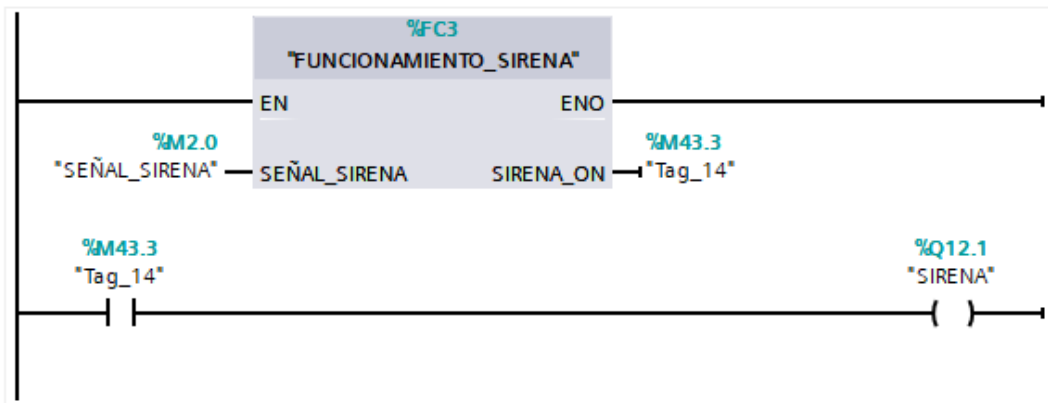 %FC3
"FUNCIONAMIENTO_SIRENA"
EN ENO
%M2.0 %M43.3
"SEÑAL_SIRENA" SEÑAL_SIRENA SIRENA_ON "Tag_14"
%M43.3 %Q12.1
"Tag_14" "SIRENA"